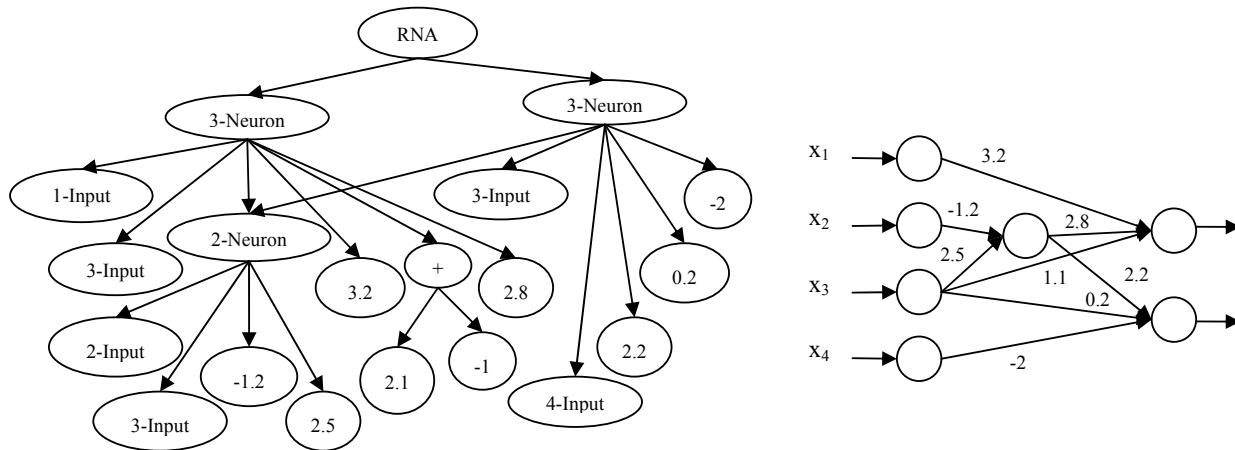 RNA
3-Neuron
3-Neuron
1-Input
3-Input
2-Neuron
3.2
+
2.8
3-Input
-2
0.2
2.2
4-Input
2-Input
3-Input
-1.2
2.5
2.1
-1
x1
3.2
x2
-1.2
2.8
2.5
x3
1.1
2.2
0.2
x4
-2